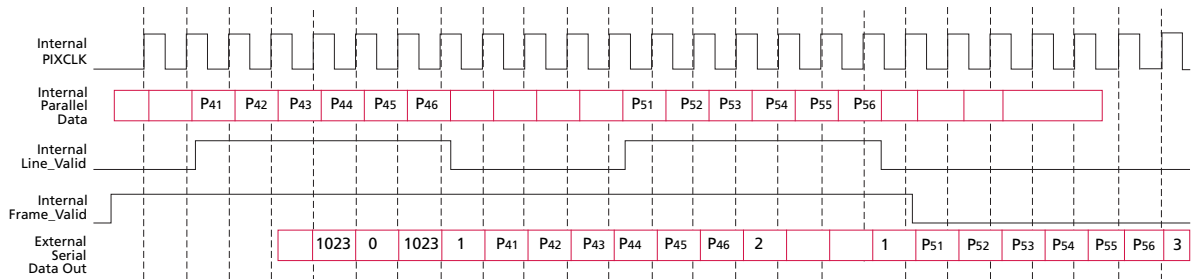 Internal
PIXCLK
Internal
Parallel
Data
P41 P42 P43 P44 P45 P46 P51 P52 P53 P54 P55 P56
Internal
Line_Valid
Internal
Frame_Valid
External
Serial
Data Out
1023 0 1023 1 P41 P42 P43 P44 P45 P46 2 1 P51 P52 P53 P54 P55 P56 3